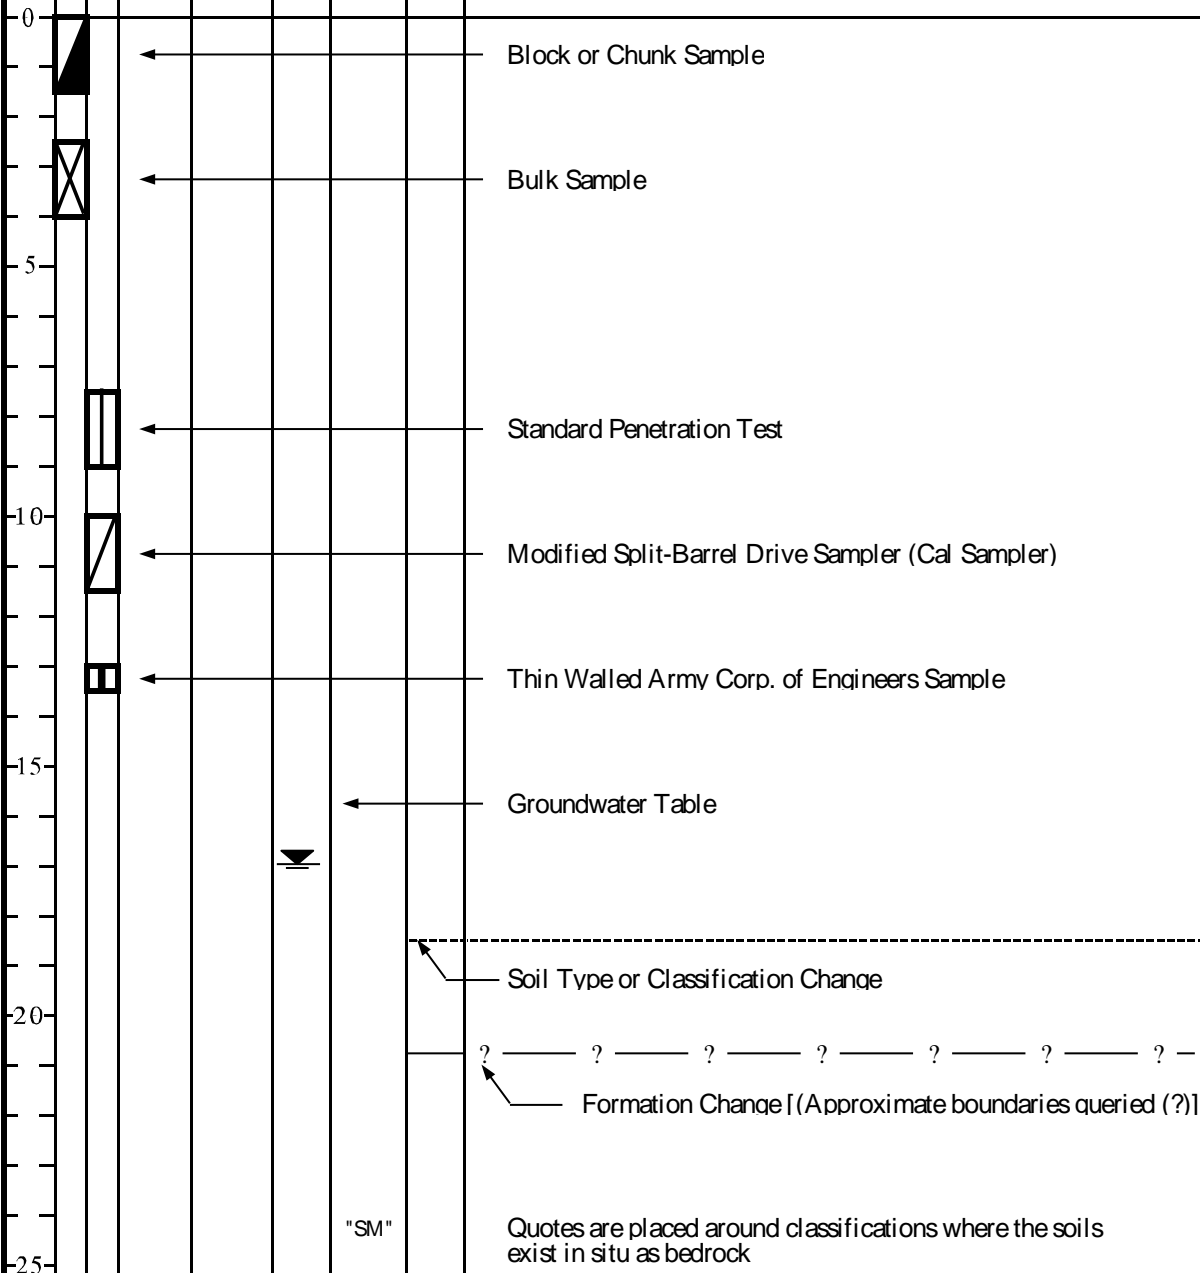 0
Block or Chunk Sample
Bulk Sample
5
Standard Penetration Test
10
Modified Split-Barrel Drive Sampler (Cal Sampler)
Thin Walled Army Corp. of Engineers Sample
15
Groundwater Table
Soil Type or Classification Change
20
? ? ? ? ? ? ?
Formation Change [(Approximate boundaries queried (?)]
"SM" Quotes are placed around classifications where the soils
exist in situ as bedrock
25